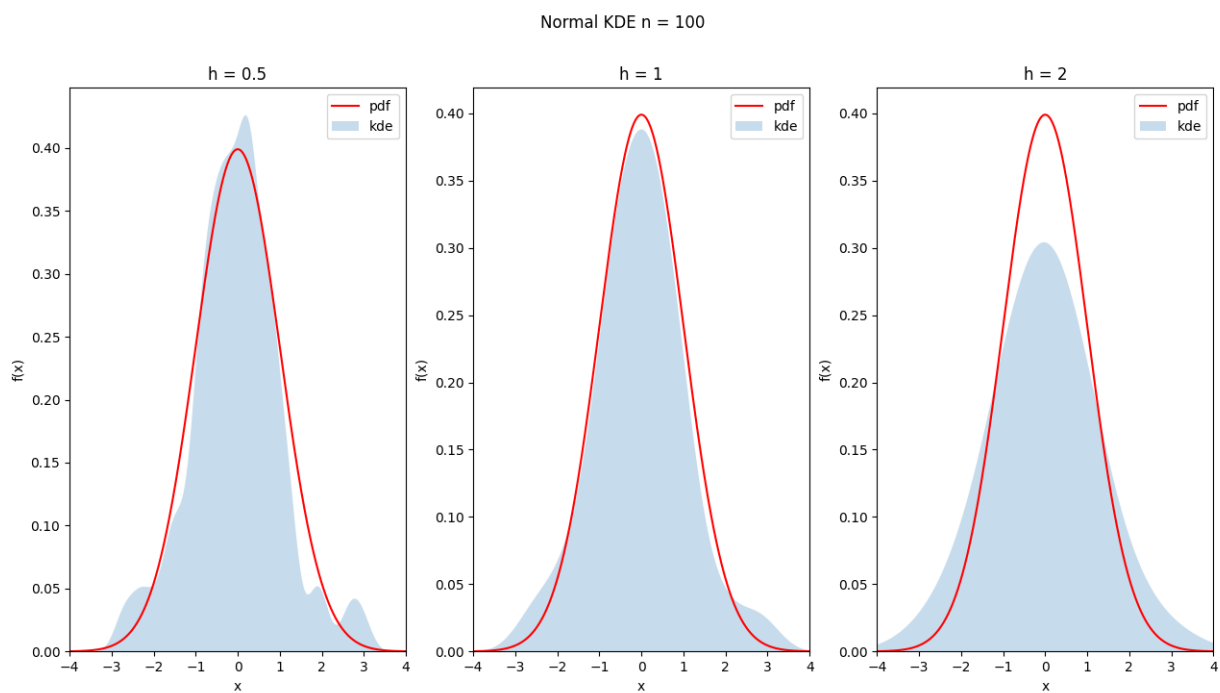 Normal KDE n = 100
h = 0.5
pdf
kde
f(x)
0.40
0.35
0.30
0.25
0.20
0.15
0.10
0.05
0.00
−4 −3 −2 −1 0 1 2 3 4
x
h = 1
pdf
kde
f(x)
0.40
0.35
0.30
0.25
0.20
0.15
0.10
0.05
0.00
−4 −3 −2 −1 0 1 2 3 4
x
h = 2
pdf
kde
f(x)
0.40
0.35
0.30
0.25
0.20
0.15
0.10
0.05
0.00
−4 −3 −2 −1 0 1 2 3 4
x